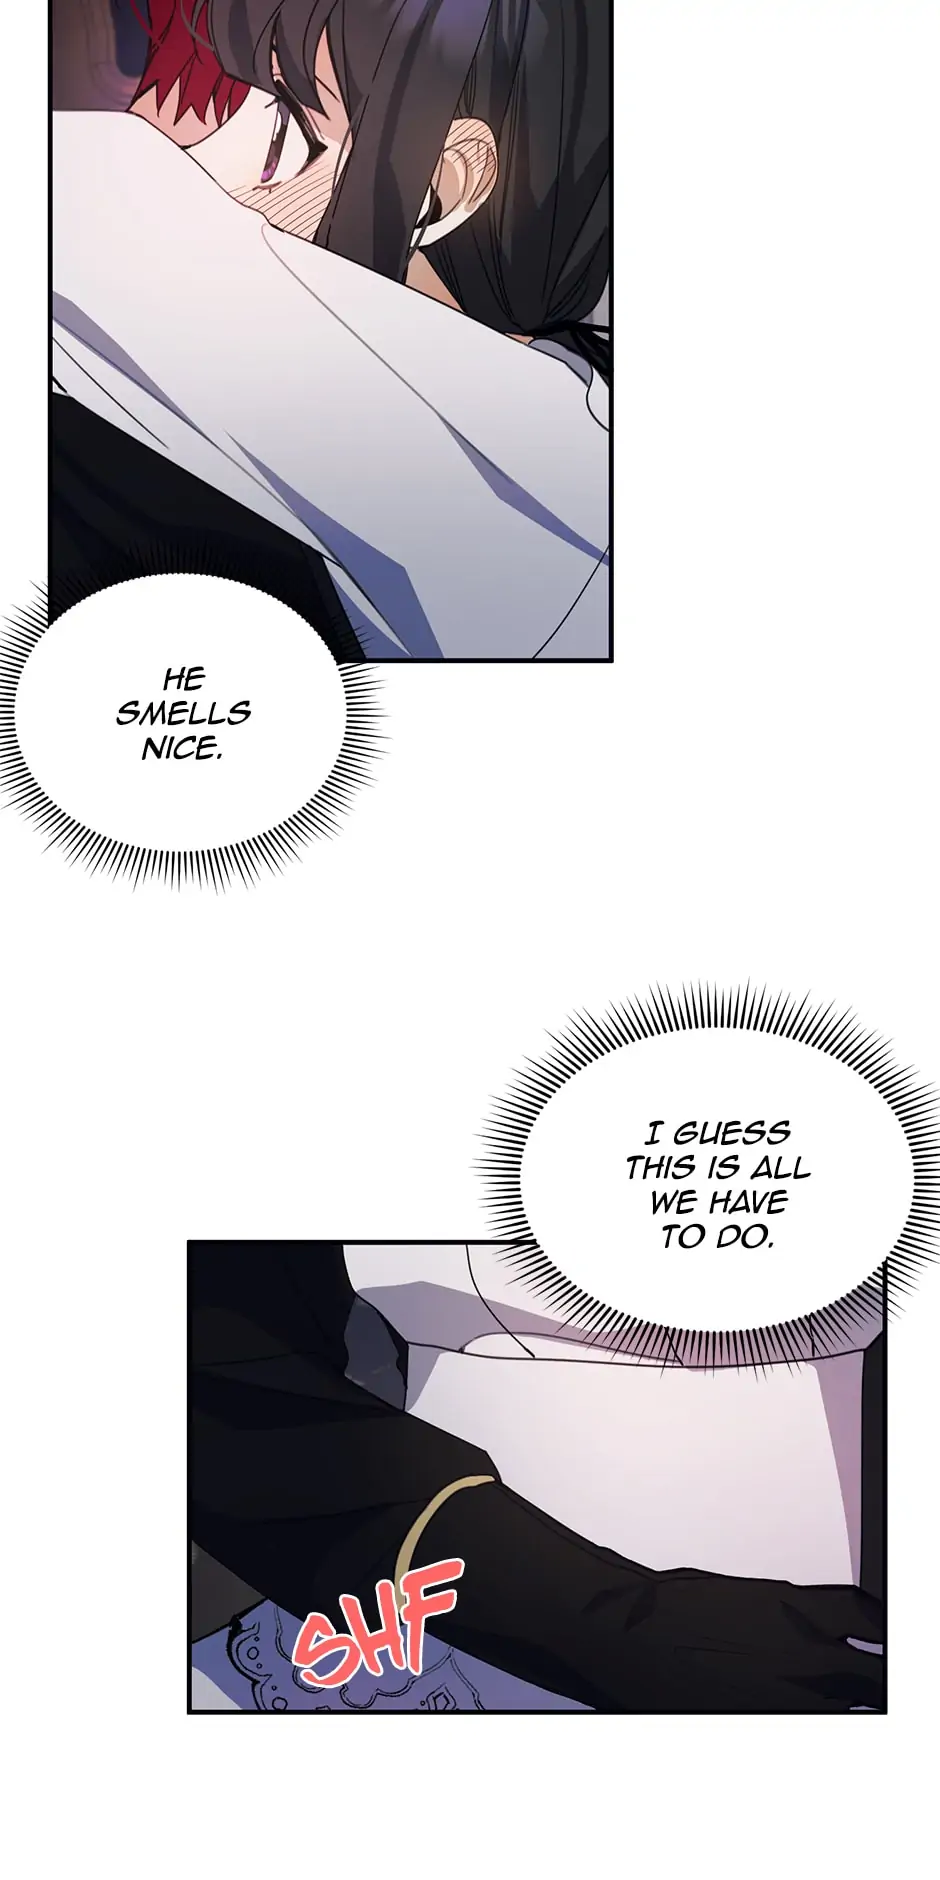 HE
SMELLS
NICE.
I GUESS
THIS IS ALL
WE HAVE
TO DO.
SHF